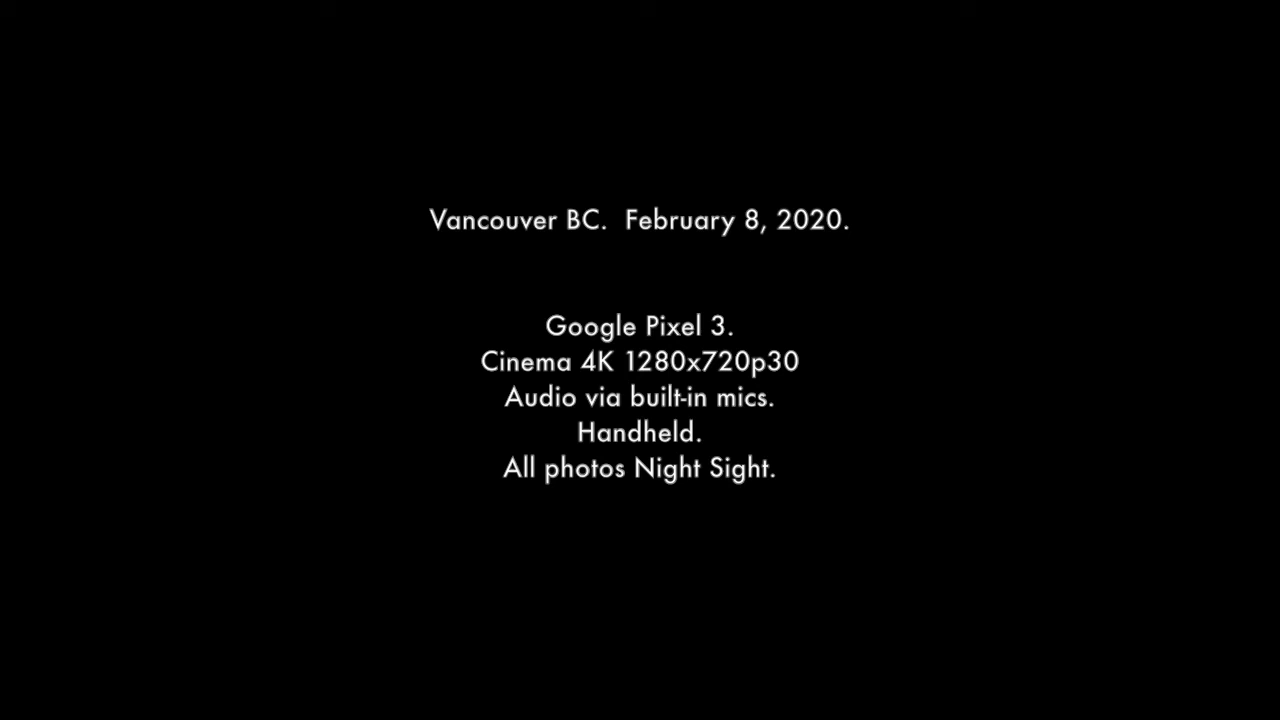 Vancouver BC.  February 8, 2020.
Google Pixel 3.
Cinema 4K 1280x720p30
Audio via built-in mics.
Handheld.
All photos Night Sight.